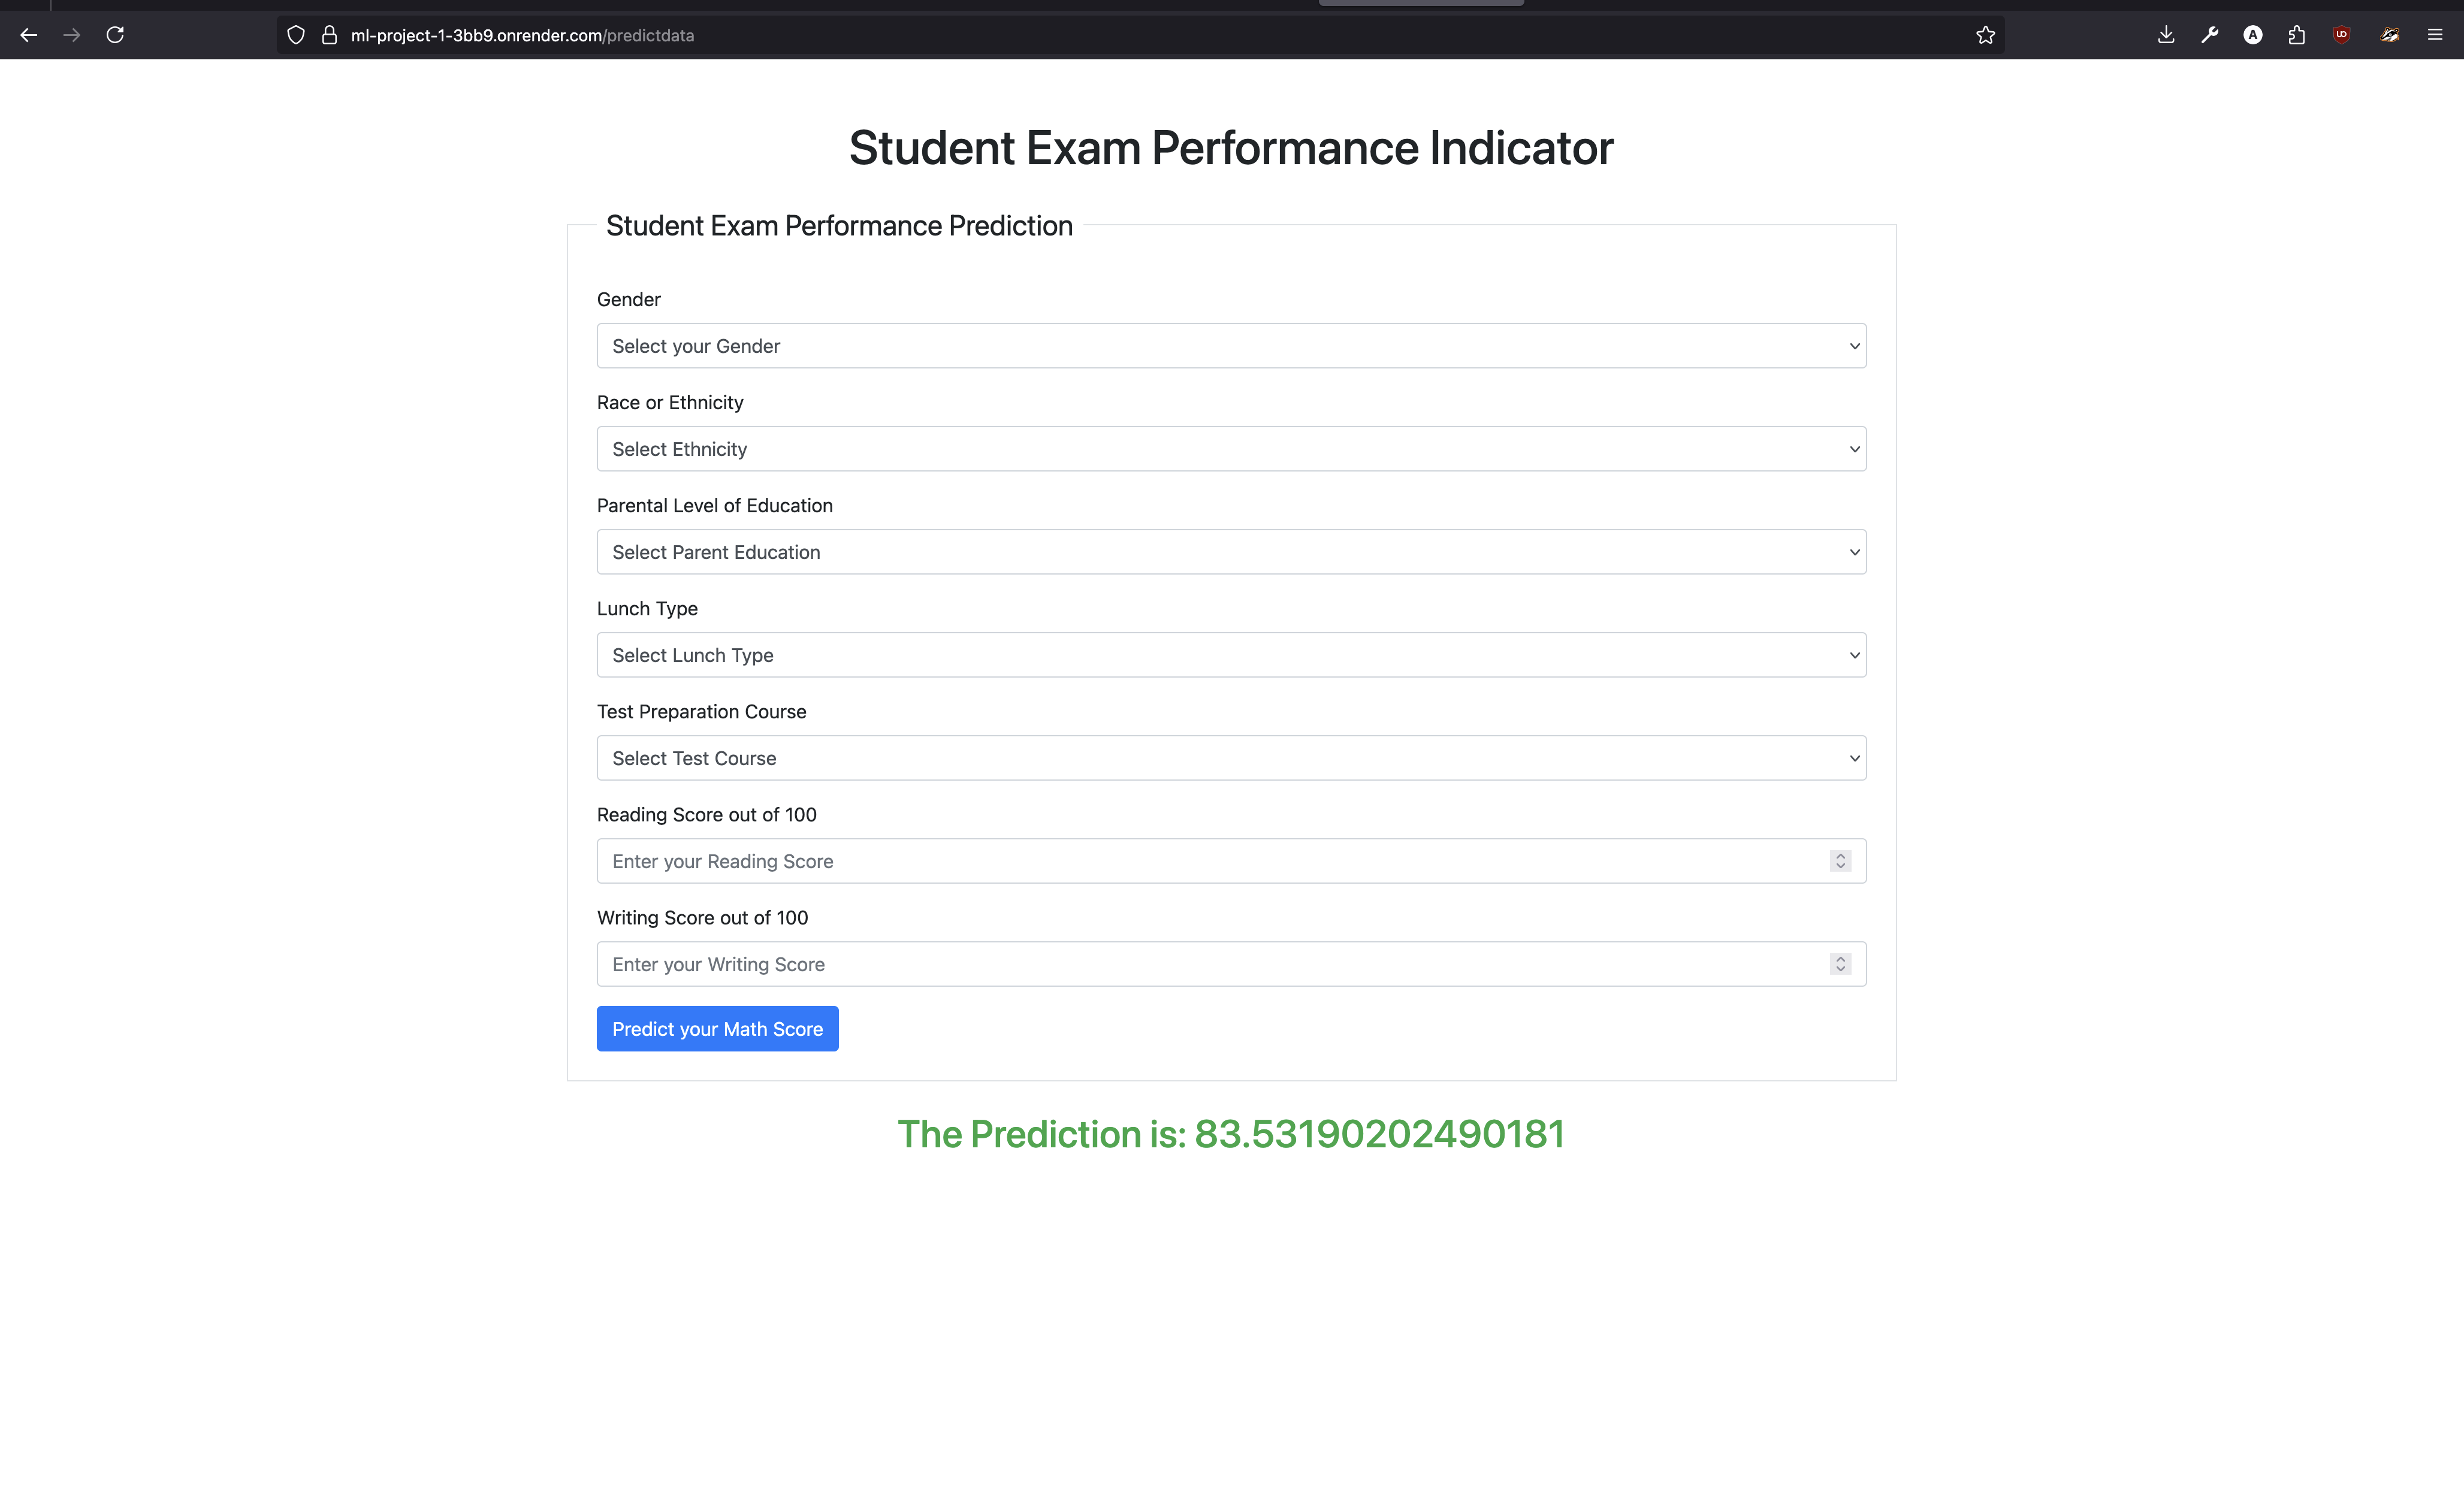 ml-project-1-3bb9.onrender.com/predictdata
A
Student Exam Performance Indicator
Student Exam Performance Prediction
Gender
Select your Gender
Race or Ethnicity
Select Ethnicity
Parental Level of Education
Select Parent Education
Lunch Type
Select Lunch Type
Test Preparation Course
Select Test Course
Reading Score out of 100
Enter your Reading Score
Writing Score out of 100
Enter your Writing Score
Predict your Math Score
The Prediction is: 83.53190202490181